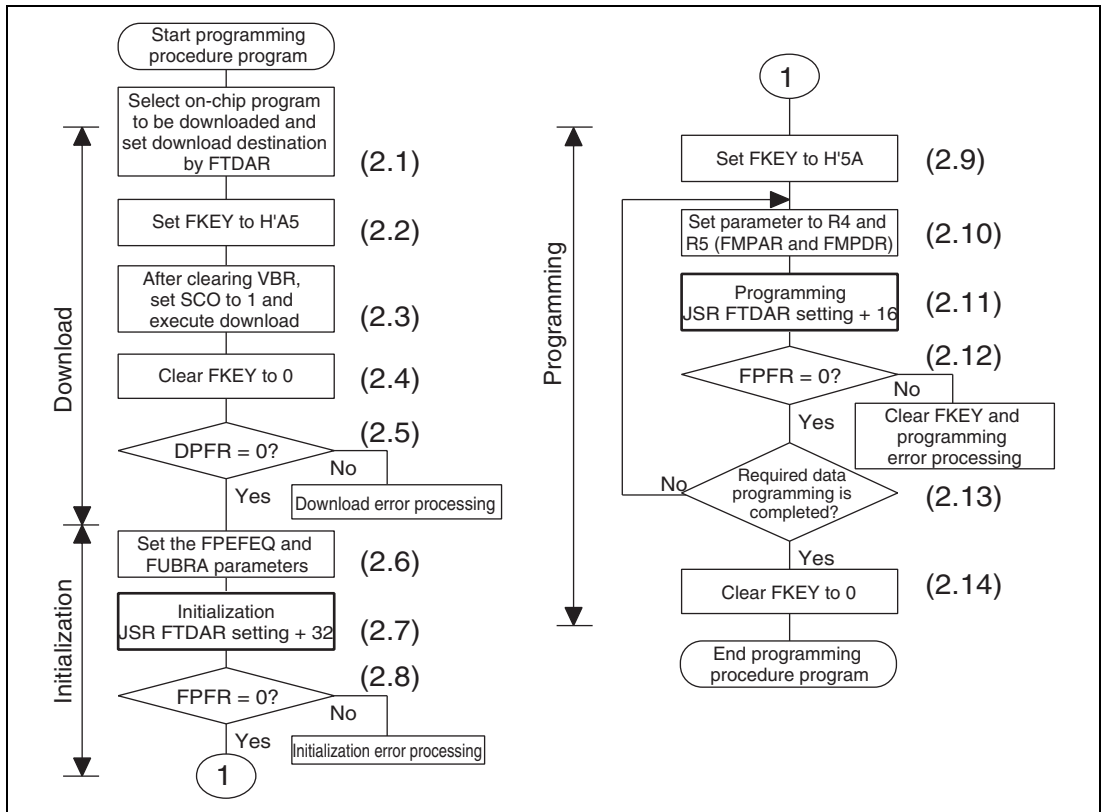 Start programming
procedure program
Select on-chip program
to be downloaded and
set download destination
by FTDAR
(2.1)
Set FKEY to H'A5
(2.2)
After clearing VBR,
set SCO to 1 and
execute download
(2.3)
Clear FKEY to 0
(2.4)
DPFR = 0?
(2.5)
No
Yes
Download error processing
Download
Set the FPEFEQ and
FUBRA parameters
(2.6)
Initialization
JSR FTDAR setting + 32
(2.7)
FPFR = 0?
(2.8)
No
Yes
Initialization error processing
Initialization
1
1
Set FKEY to H'5A
(2.9)
Set parameter to R4 and
R5 (FMPAR and FMPDR)
(2.10)
Programming
JSR FTDAR setting + 16
(2.11)
FPFR = 0?
(2.12)
No
Yes
Clear FKEY and
programming
error processing
Required data
programming is
completed?
(2.13)
No
Yes
Clear FKEY to 0
(2.14)
Programming
End programming
procedure program